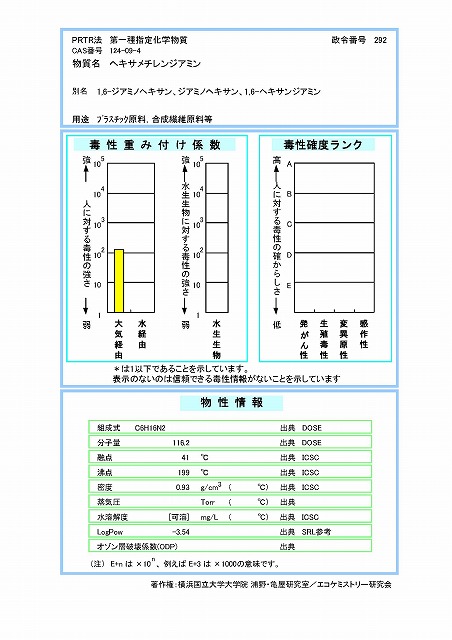 PRTR法 第一種指定化学物質 政令番号 292
CAS番号 124-09-4
物質名 ヘキサメチレンジアミン
別名 1,6-ジアミノヘキサン、ジアミノヘキサン、1,6-ヘキサンジアミン
用途 プラスチック原料、合成繊維原料等
毒性重み付け係数
強 人に対する毒性の強さ 弱
10^5
10^4
10^3
10^2
10
1
大気経由 水経由
強 水生生物に対する毒性の強さ 弱
10^5
10^4
10^3
10^2
10
1
水生生物
毒性確度ランク
高 人に対する毒性の確からしさ 低
A
B
C
D
E
発がん性 生殖毒性 変異原性 感作性
＊は1以下であることを示しています。
表示のないのは信頼できる毒性情報がないことを示しています
物性情報
組成式 C6H16N2 出典 DOSE
分子量 116.2 出典 DOSE
融点 41 ℃ 出典 ICSC
沸点 199 ℃ 出典 ICSC
密度 0.93 g/cm^3 ( ℃) 出典 ICSC
蒸気圧 Torr ( ℃) 出典
水溶解度 [可溶] mg/L ( ℃) 出典 ICSC
LogPow -3.54 出典 SRL参考
オゾン層破壊係数(ODP) 出典
(注) E+n は ×10^n、例えば E+3 は ×1000の意味です。
著作権:横浜国立大学大学院 浦野・亀屋研究室／エコケミストリー研究会